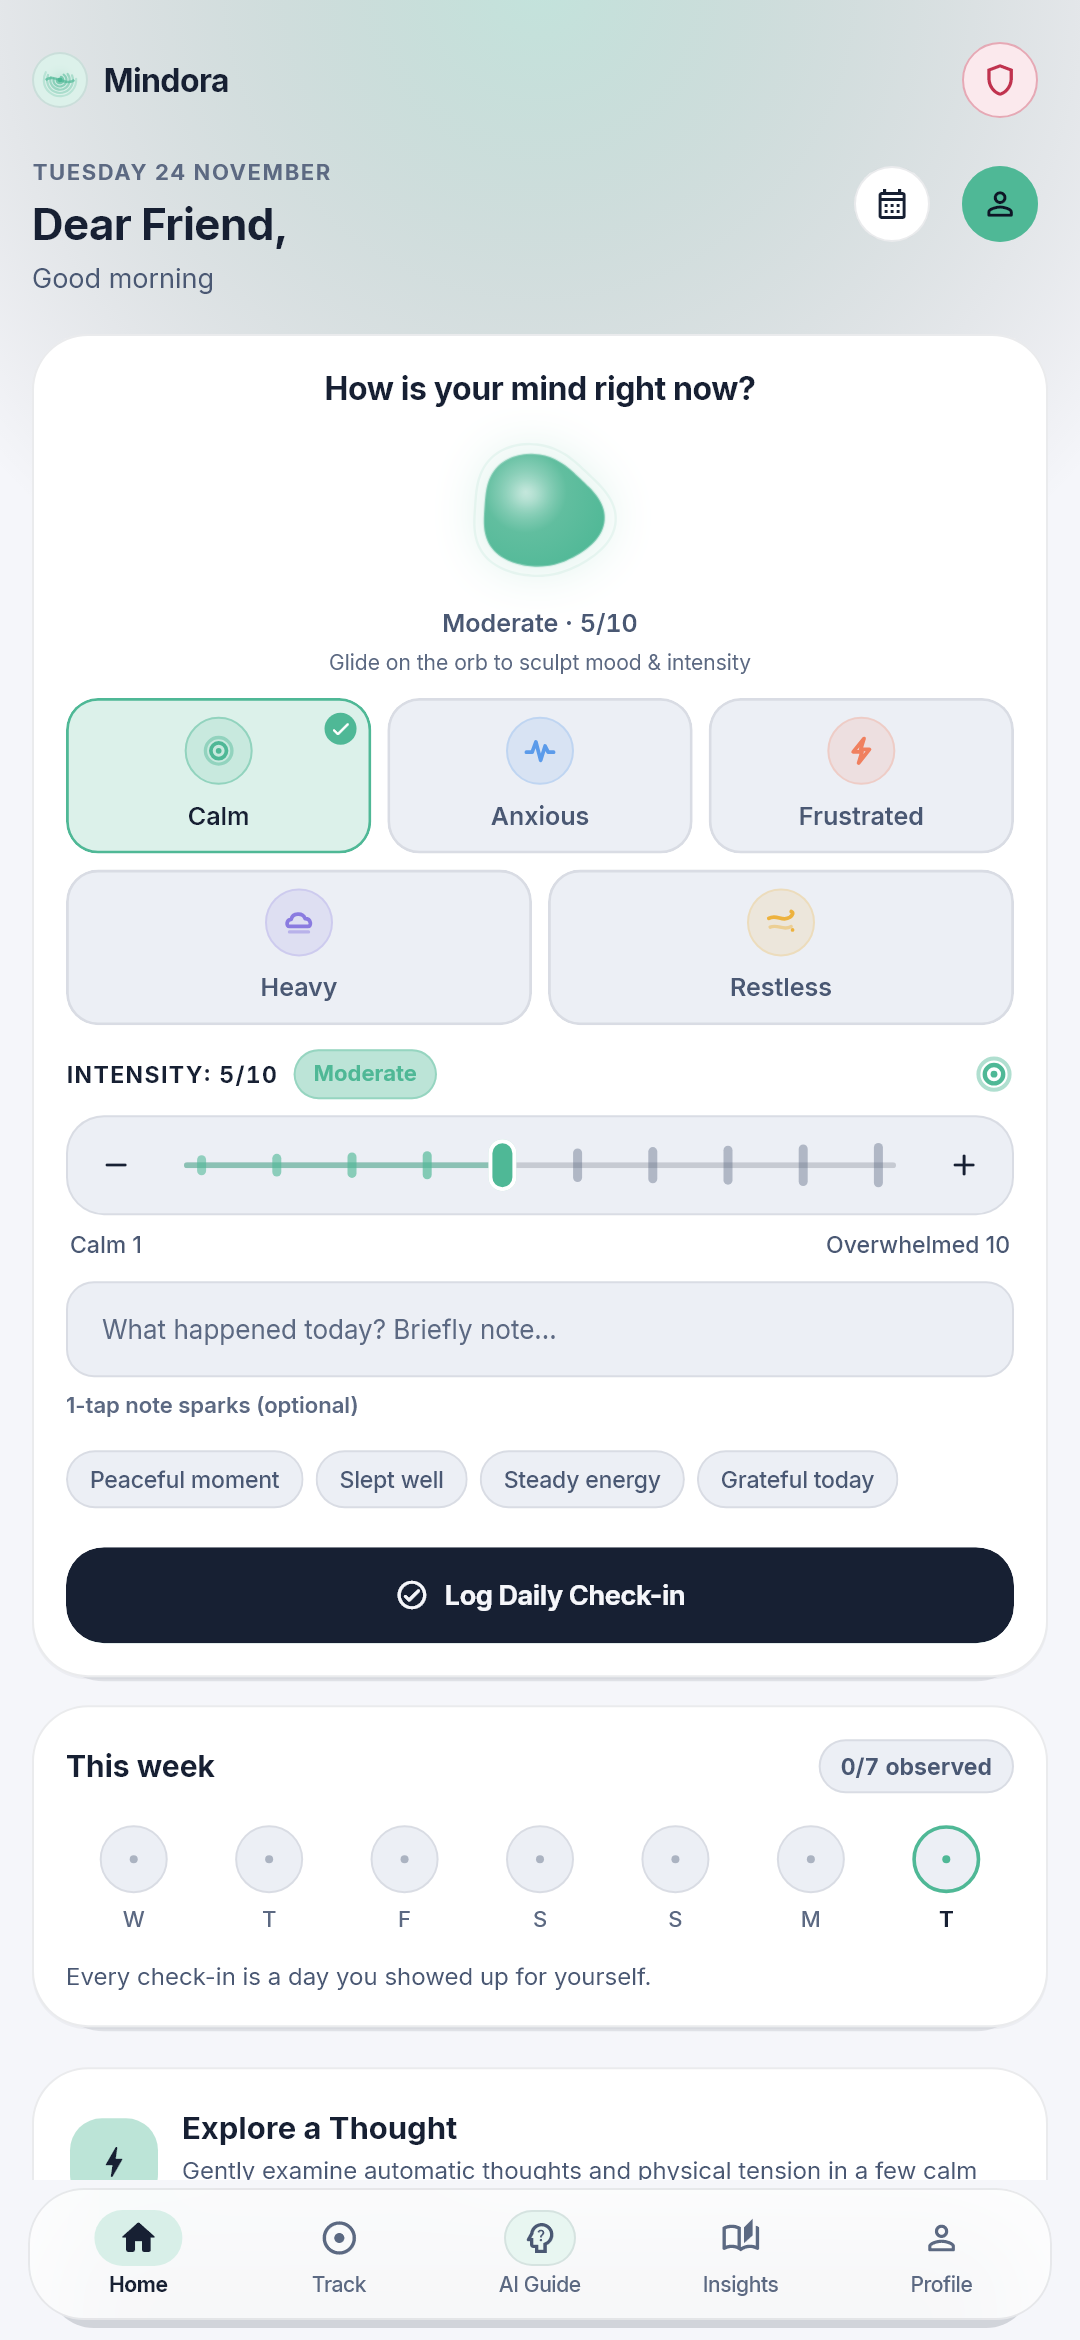 Mindora
TUESDAY 24 NOVEMBER
Dear Friend,
Good morning
How is your mind right now?
Moderate · 5/10
Glide on the orb to sculpt mood & intensity
Calm
Anxious
Frustrated
Heavy
Restless
INTENSITY: 5/10
Moderate
Calm 1
Overwhelmed 10
What happened today? Briefly note...
1-tap note sparks (optional)
Peaceful moment
Slept well
Steady energy
Grateful today
Log Daily Check-in
This week
0/7 observed
W
T
F
S
S
M
T
Every check-in is a day you showed up for yourself.
Explore a Thought
Gently examine automatic thoughts and physical tension in a few calm
Home
Track
AI Guide
Insights
Profile